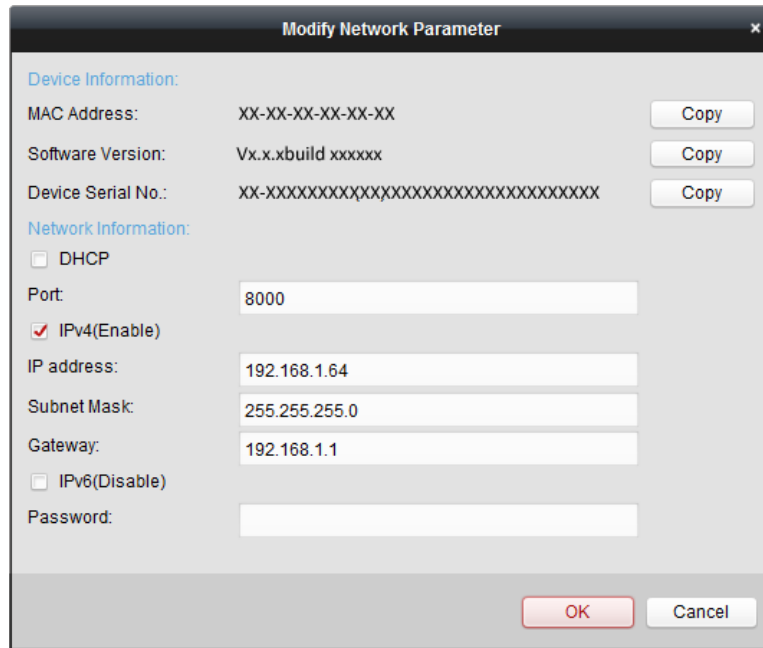 Modify Network Parameter ×
Device Information:
MAC Address: XX-XX-XX-XX-XX-XX Copy
Software Version: Vx.x.xbuild xxxxxx Copy
Device Serial No.: XX-XXXXXXXXXXXXXXXXXXXXXXXXXXXXXXXX Copy
Network Information:
DHCP
Port: 8000
IPv4(Enable)
IP address: 192.168.1.64
Subnet Mask: 255.255.255.0
Gateway: 192.168.1.1
IPv6(Disable)
Password:
OK Cancel